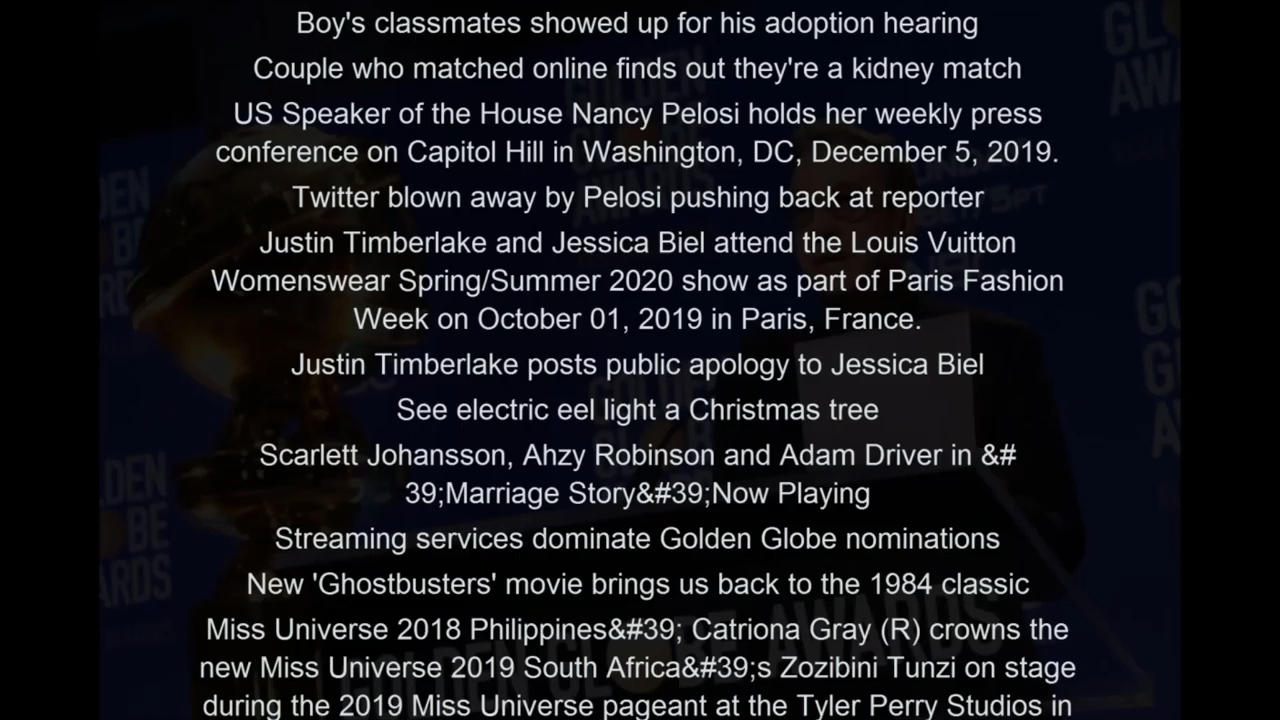 Boy's classmates showed up for his adoption hearing
Couple who matched online finds out they're a kidney match
US Speaker of the House Nancy Pelosi holds her weekly press
conference on Capitol Hill in Washington, DC, December 5, 2019.
Twitter blown away by Pelosi pushing back at reporter
Justin Timberlake and Jessica Biel attend the Louis Vuitton
Womenswear Spring/Summer 2020 show as part of Paris Fashion
Week on October 01, 2019 in Paris, France.
Justin Timberlake posts public apology to Jessica Biel
See electric eel light a Christmas tree
Scarlett Johansson, Ahzy Robinson and Adam Driver in &#
39;Marriage Story&#39;Now Playing
Streaming services dominate Golden Globe nominations
New 'Ghostbusters' movie brings us back to the 1984 classic
Miss Universe 2018 Philippines&#39; Catriona Gray (R) crowns the
new Miss Universe 2019 South Africa&#39;s Zozibini Tunzi on stage
during the 2019 Miss Universe pageant at the Tyler Perry Studios in